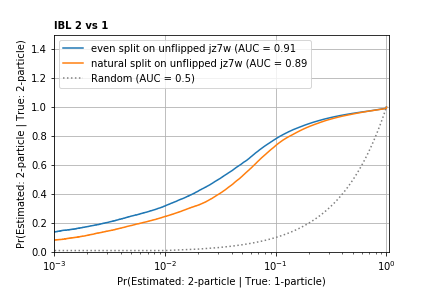 IBL 2 vs 1
Pr(Estimated: 2-particle | True: 2-particle)
1.4
1.2
1.0
0.8
0.6
0.4
0.2
0.0
even split on unflipped jz7w (AUC = 0.91
natural split on unflipped jz7w (AUC = 0.89
Random (AUC = 0.5)
10⁻³
10⁻²
10⁻¹
10⁰
Pr(Estimated: 2-particle | True: 1-particle)